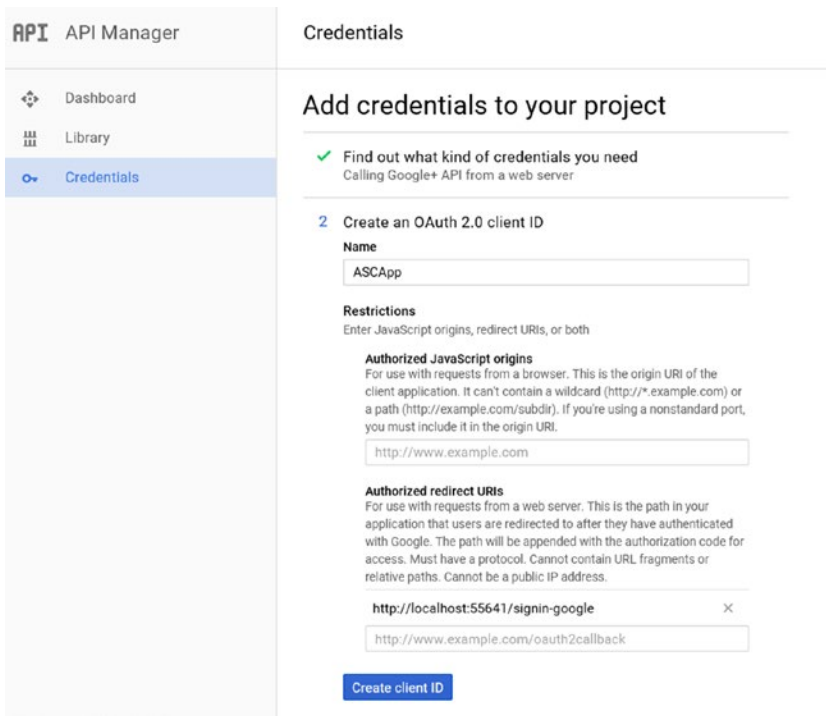 API API Manager
Credentials
Dashboard
Library
Credentials
Add credentials to your project
Find out what kind of credentials you need
Calling Google+ API from a web server
2 Create an OAuth 2.0 client ID
Name
ASCApp
Restrictions
Enter JavaScript origins, redirect URIs, or both
Authorized JavaScript origins
For use with requests from a browser. This is the origin URI of the
client application. It can't contain a wildcard (http://*.example.com) or
a path (http://example.com/subdir). If you're using a nonstandard port,
you must include it in the origin URI.
http://www.example.com
Authorized redirect URIs
For use with requests from a web server. This is the path in your
application that users are redirected to after they have authenticated
with Google. The path will be appended with the authorization code for
access. Must have a protocol. Cannot contain URL fragments or
relative paths. Cannot be a public IP address.
http://localhost:55641/signin-google
http://www.example.com/oauth2callback
Create client ID